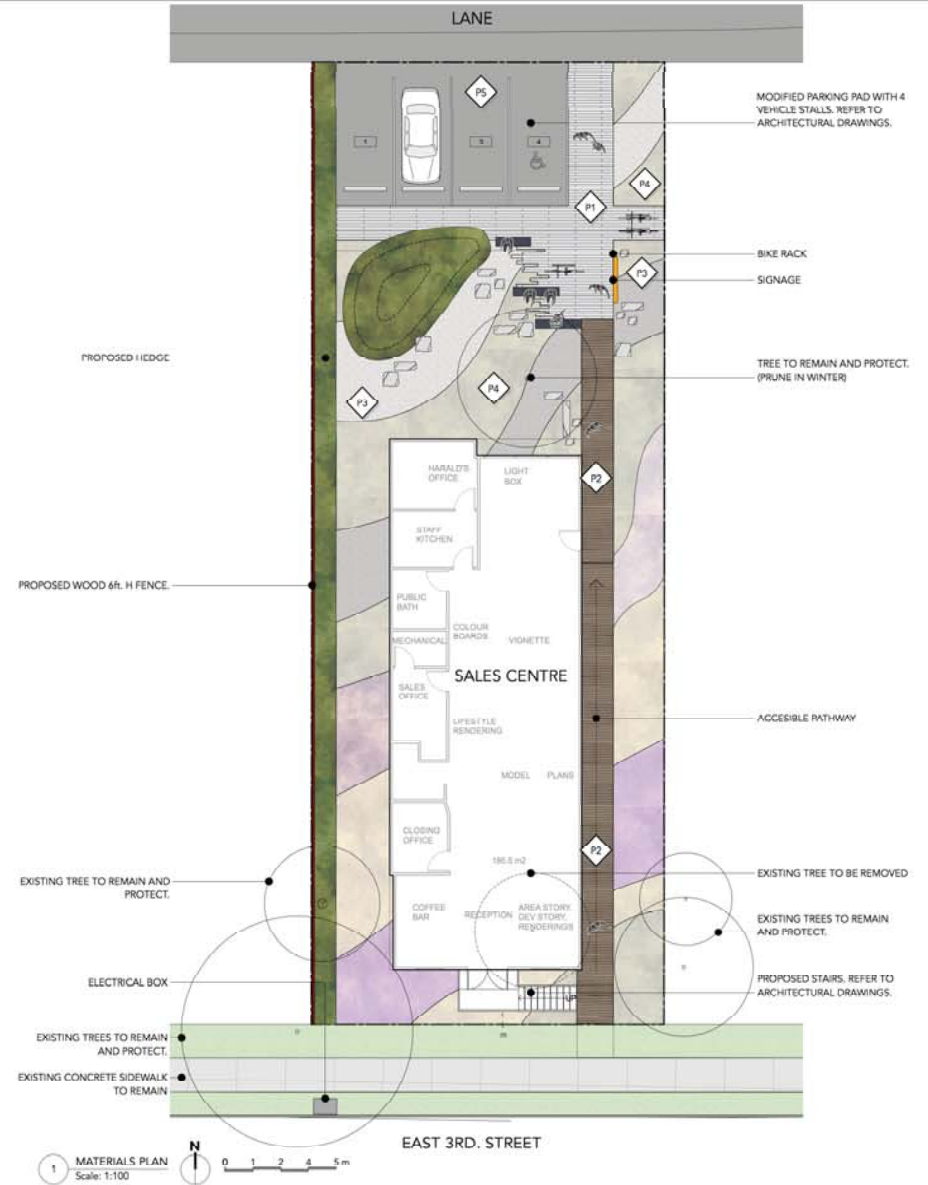 LANE
MODIFIED PARKING PAD WITH 4
VEHICLE STALLS. REFER TO
ARCHITECTURAL DRAWINGS.
P5
1
3
4
P4
P1
BIKE RACK
P3
SIGNAGE
PROPOSED HEDGE
TREE TO REMAIN AND PROTECT.
(PRUNE IN WINTER)
P4
P3
HARALD'S
OFFICE
LIGHT
BOX
P2
STAFF
KITCHEN
PROPOSED WOOD 6ft. H FENCE.
PUBLIC
BATH
COLOUR
BOARDS
MECHANICAL
VIGNETTE
SALES CENTRE
SALES
OFFICE
LIFESTYLE
RENDERING
ACCESIBLE PATHWAY
MODEL
PLANS
CLOSING
OFFICE
P2
186.5 m2
EXISTING TREE TO REMAIN AND
PROTECT.
EXISTING TREE TO BE REMOVED
COFFEE
BAR
RECEPTION
AREA STORY,
DEV STORY,
RENDERINGS
EXISTING TREES TO REMAIN
AND PROTECT.
ELECTRICAL BOX
PROPOSED STAIRS. REFER TO
ARCHITECTURAL DRAWINGS.
UP
EXISTING TREES TO REMAIN
AND PROTECT.
EXISTING CONCRETE SIDEWALK
TO REMAIN
EAST 3RD. STREET
1
MATERIALS PLAN
Scale: 1:100
N
0 1 2 4 5 m